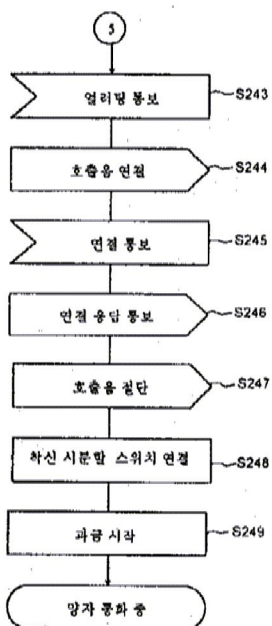 5
얼러팅 통보
S243
호출음 연결
S244
연결 통보
S245
연결 응답 통보
S246
호출음 절단
S247
착신 시분할 스위치 연결
S248
과금 시작
S249
양자 통화 중